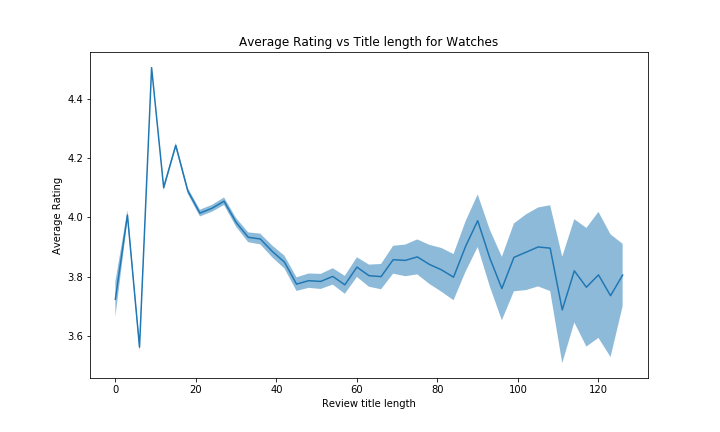 Average Rating vs Title length for Watches
4.4
4.2
4.0
3.8
3.6
Average Rating
0 20 40 60 80 100 120
Review title length